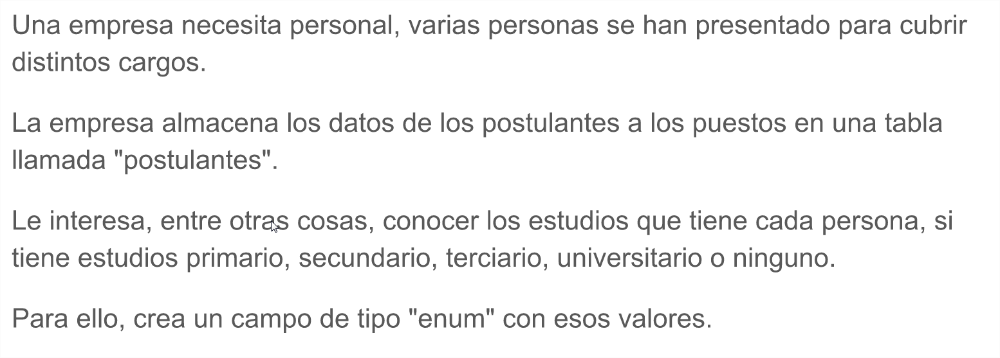 Una empresa necesita personal, varias personas se han presentado para cubrir
distintos cargos.
La empresa almacena los datos de los postulantes a los puestos en una tabla
llamada "postulantes".
Le interesa, entre otras cosas, conocer los estudios que tiene cada persona, si
tiene estudios primario, secundario, terciario, universitario o ninguno.
Para ello, crea un campo de tipo "enum" con esos valores.